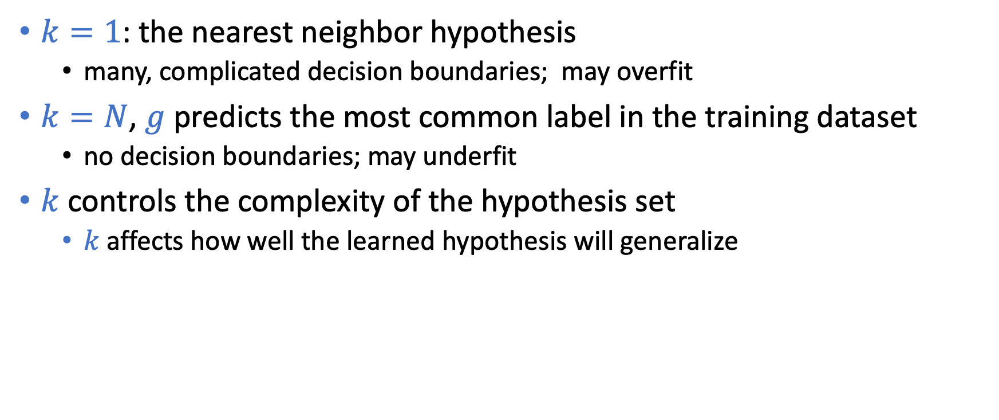 • k = 1: the nearest neighbor hypothesis
• many, complicated decision boundaries;  may overfit
• k = N, g predicts the most common label in the training dataset
• no decision boundaries; may underfit
• k controls the complexity of the hypothesis set
• k affects how well the learned hypothesis will generalize